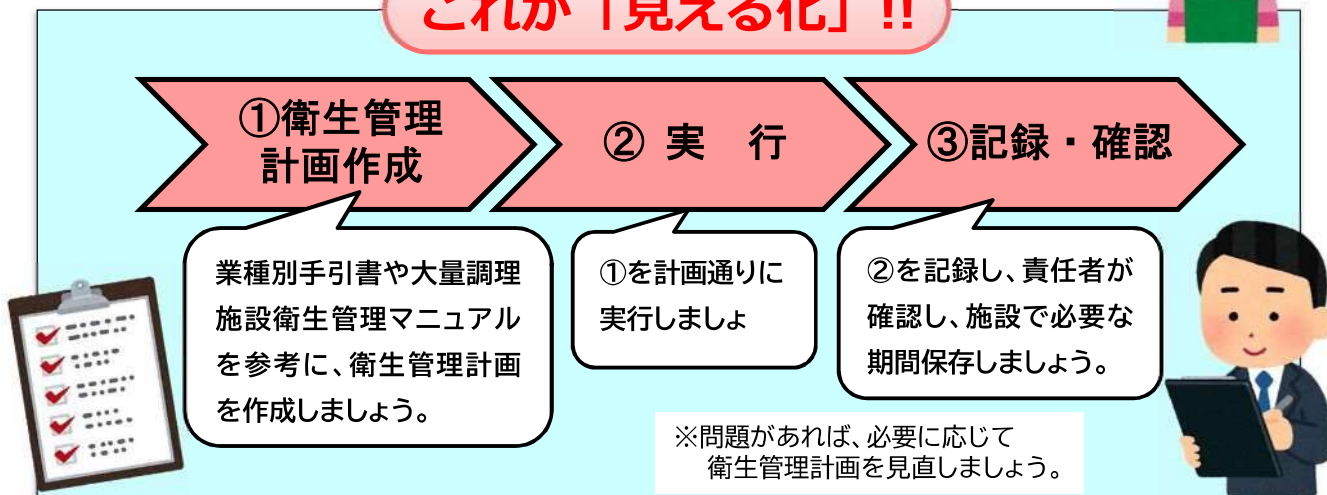 これが「見える化」!!
①衛生管理
計画作成
② 実　行
③記録・確認
業種別手引書や大量調理
施設衛生管理マニュアル
を参考に、衛生管理計画
を作成しましょう。
①を計画通りに
実行しましょ
②を記録し、責任者が
確認し、施設で必要な
期間保存しましょう。
※問題があれば、必要に応じて
衛生管理計画を見直しましょう。